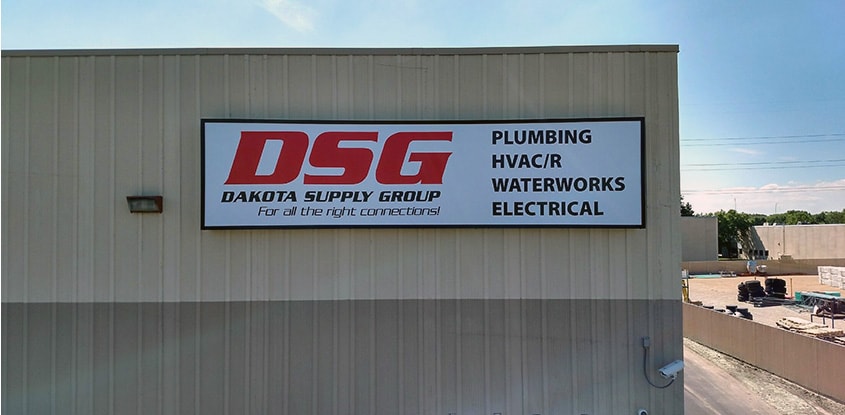 DSG
DAKOTA SUPPLY GROUP
For all the right connections!
PLUMBING
HVAC/R
WATERWORKS
ELECTRICAL